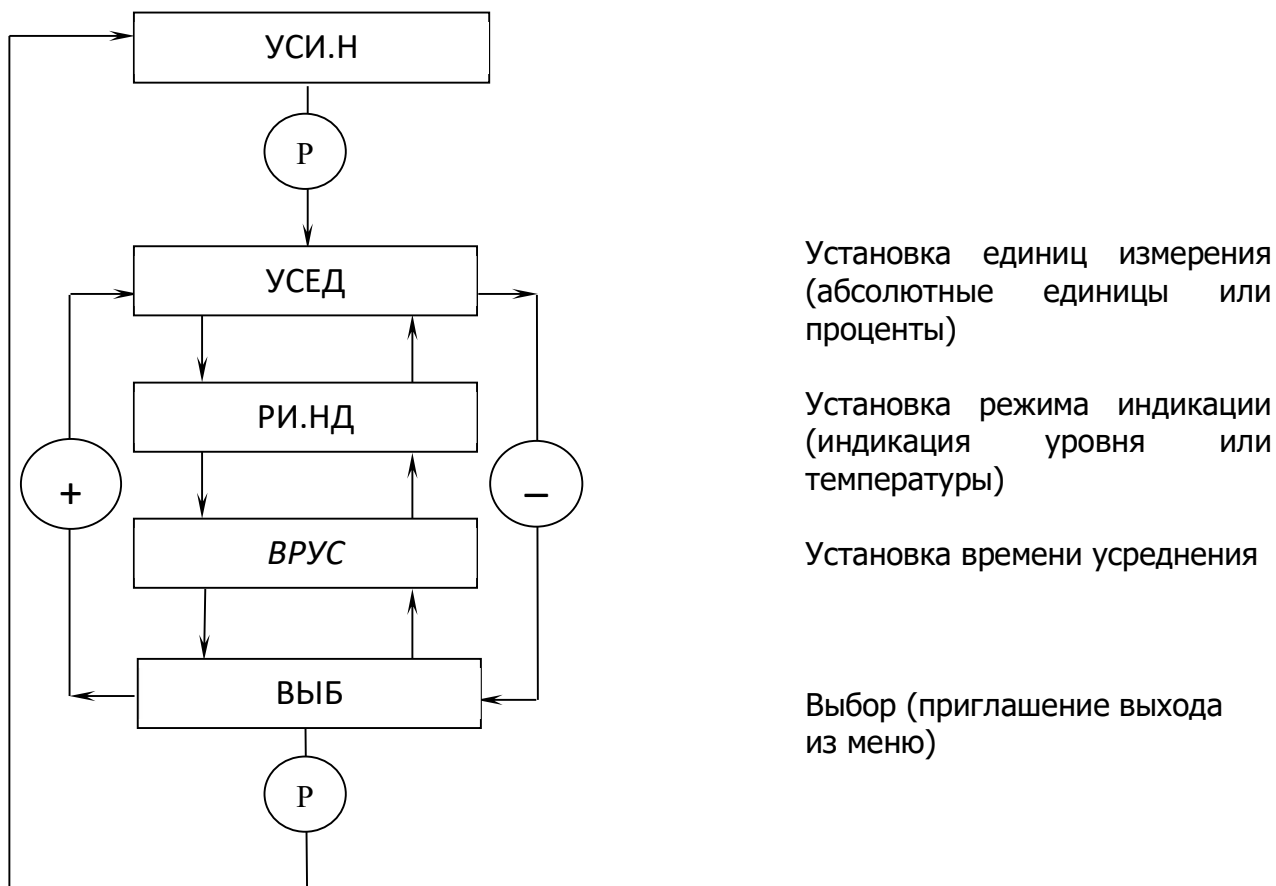 УСИ.Н
Р
УСЕД
Установка единиц измерения
(абсолютные единицы или
проценты)
РИ.НД
Установка режима индикации
(индикация уровня или
температуры)
+
–
ВРУС
Установка времени усреднения
ВЫБ
Выбор (приглашение выхода
из меню)
Р